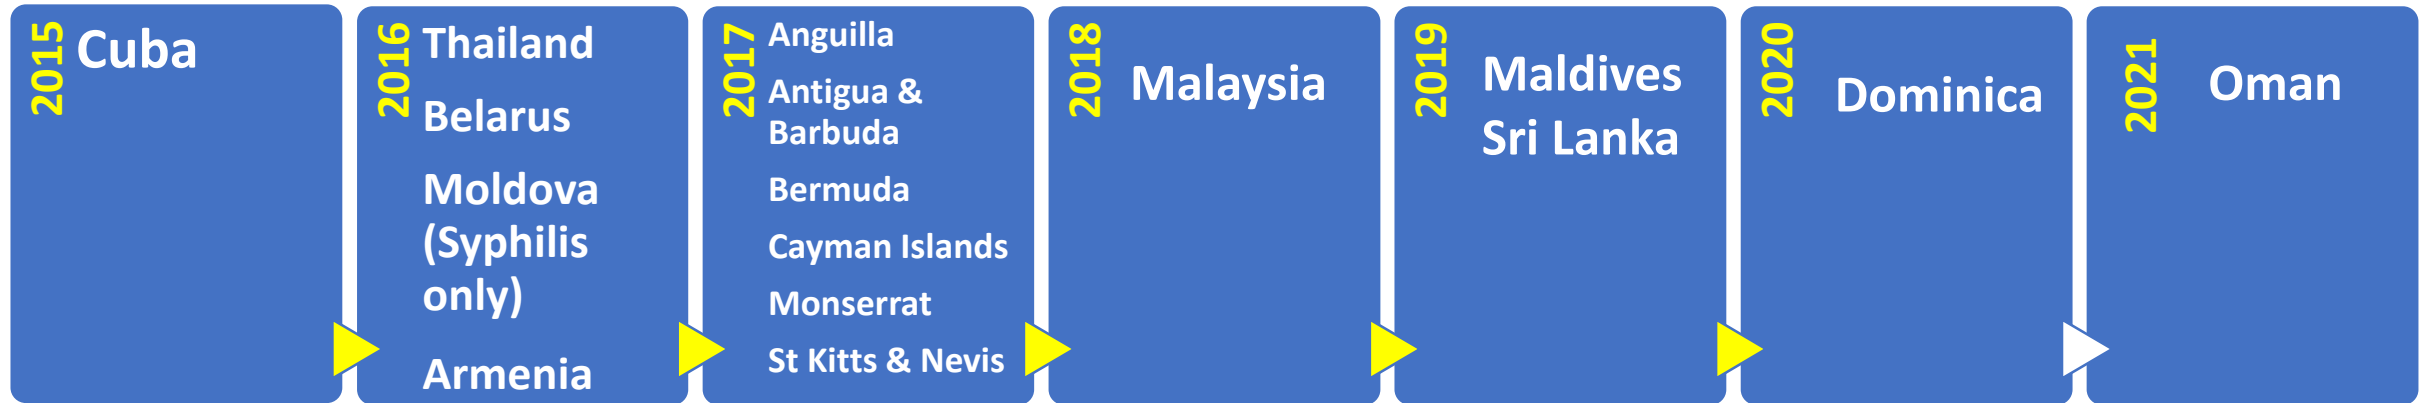 2015
Cuba
2016
Thailand
Belarus
Moldova
(Syphilis
only)
Armenia
2017
Anguilla
Antigua &
Barbuda
Bermuda
Cayman Islands
Monserrat
St Kitts & Nevis
2018
Malaysia
2019
Maldives
Sri Lanka
2020
Dominica
2021
Oman